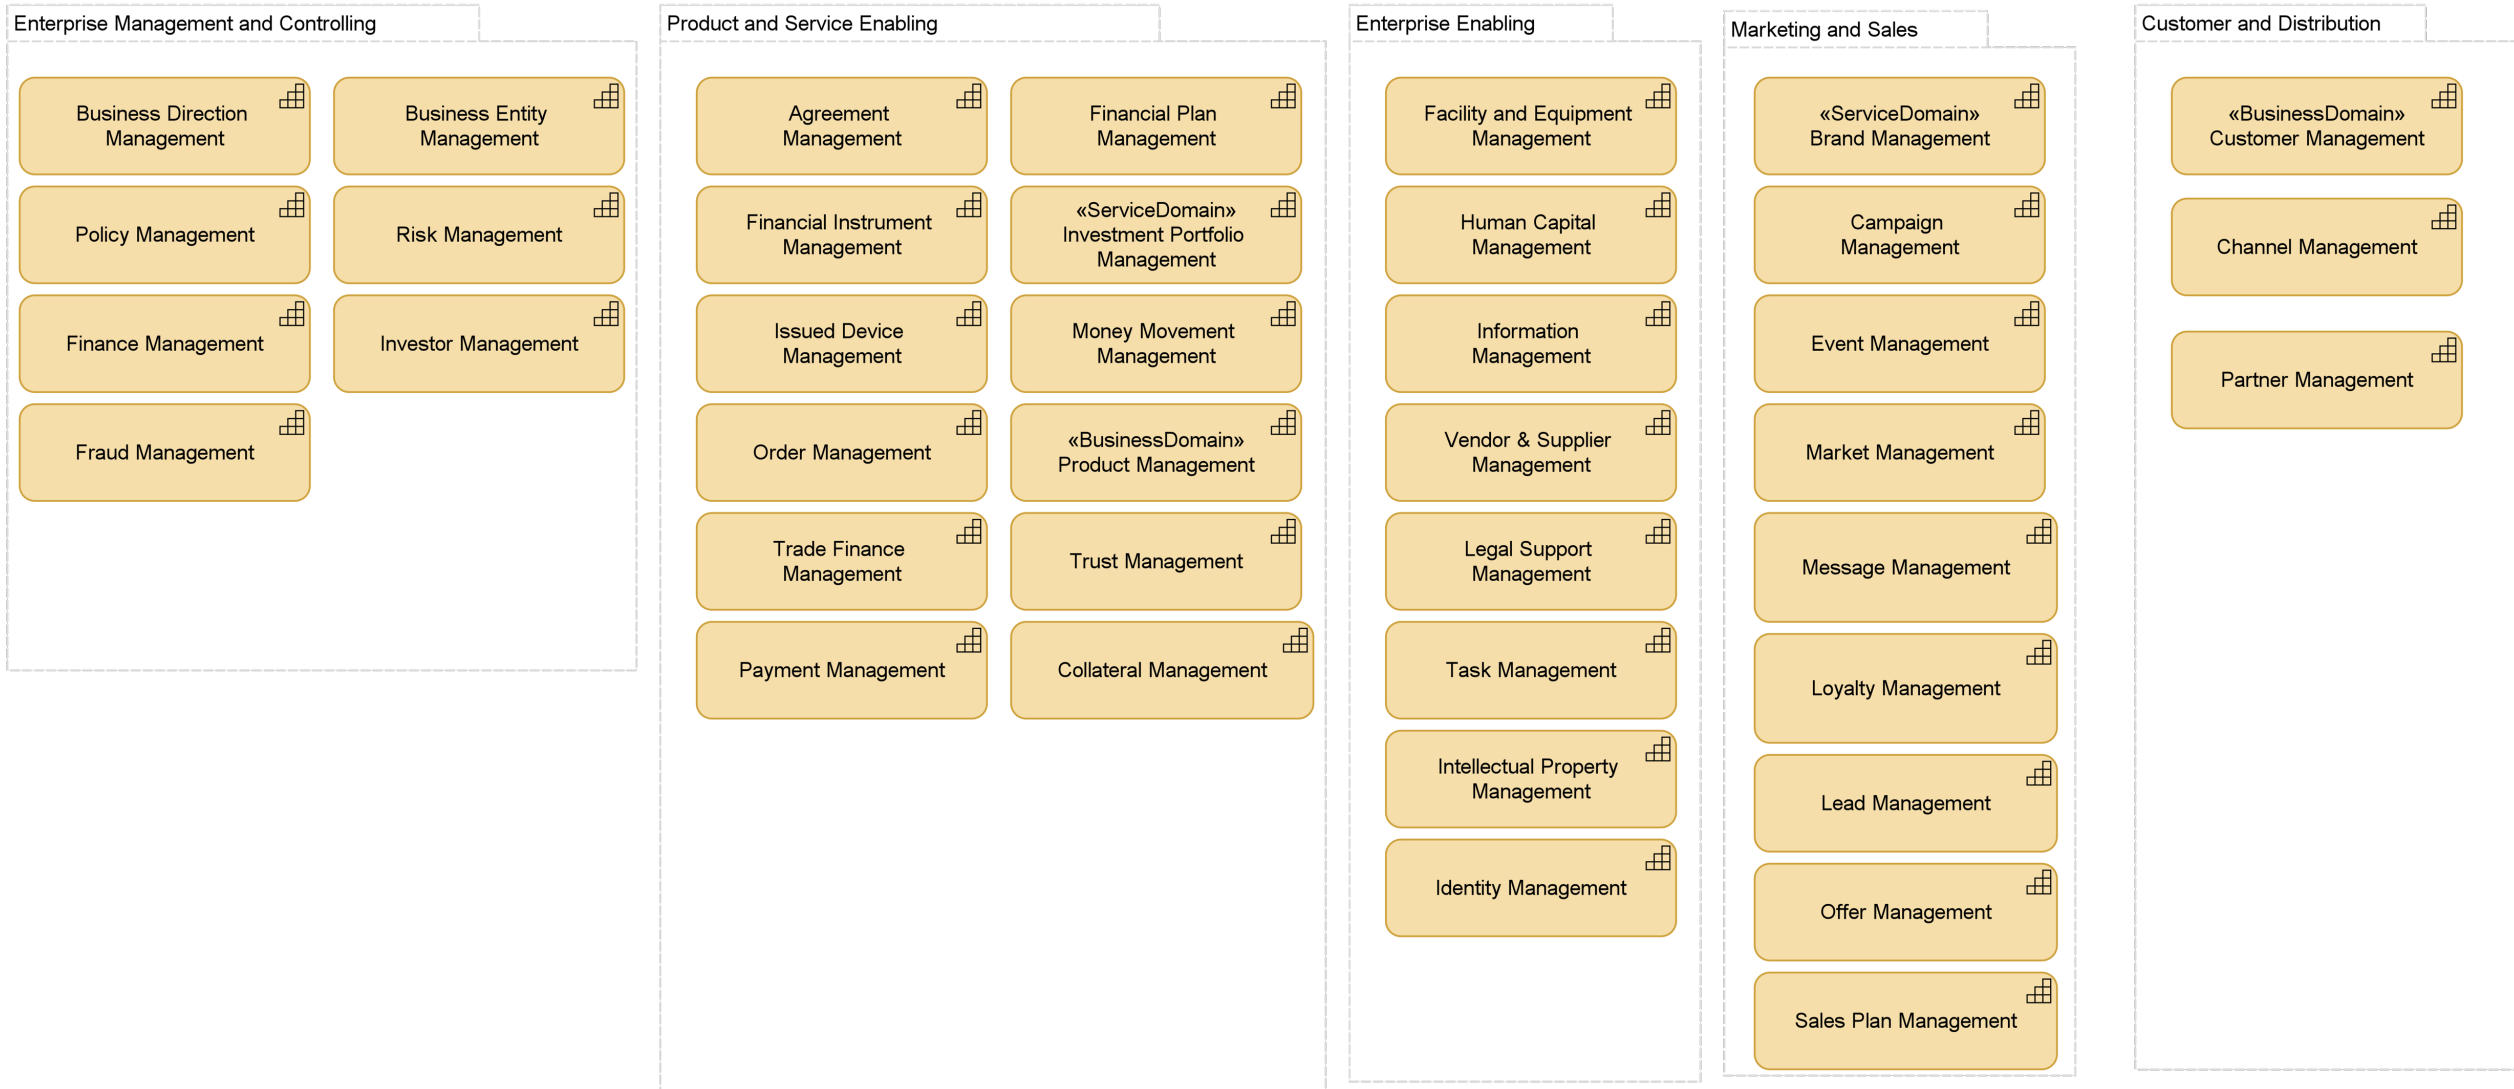 Enterprise Management and Controlling
Business Direction
Management
Business Entity
Management
Policy Management
Risk Management
Finance Management
Investor Management
Fraud Management
Product and Service Enabling
Agreement
Management
Financial Plan
Management
Financial Instrument
Management
«ServiceDomain»
Investment Portfolio
Management
Issued Device
Management
Money Movement
Management
Order Management
«BusinessDomain»
Product Management
Trade Finance
Management
Trust Management
Payment Management
Collateral Management
Enterprise Enabling
Facility and Equipment
Management
Human Capital
Management
Information
Management
Vendor & Supplier
Management
Legal Support
Management
Task Management
Intellectual Property
Management
Identity Management
Marketing and Sales
«ServiceDomain»
Brand Management
Campaign
Management
Event Management
Market Management
Message Management
Loyalty Management
Lead Management
Offer Management
Sales Plan Management
Customer and Distribution
«BusinessDomain»
Customer Management
Channel Management
Partner Management